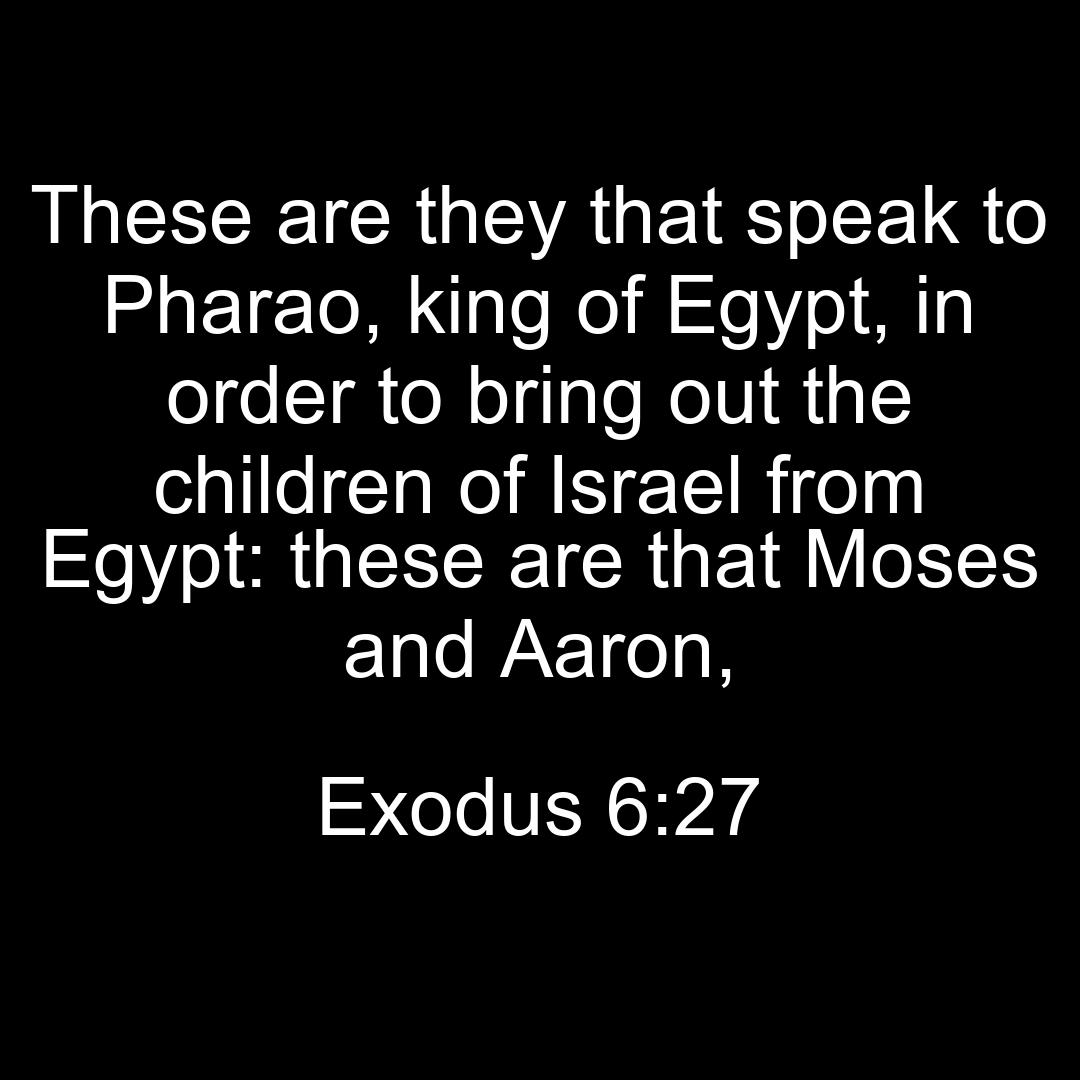 These are they that speak to
Pharao, king of Egypt, in
order to bring out the
children of Israel from
Egypt: these are that Moses
and Aaron,
Exodus 6:27